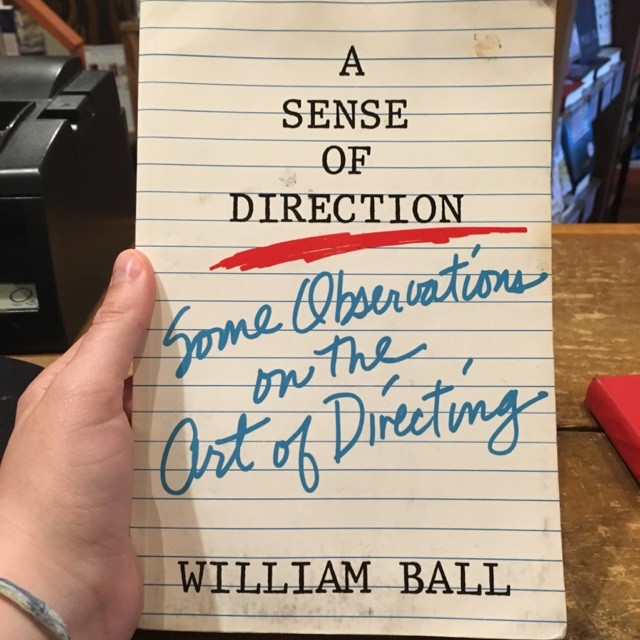 A
SENSE
OF
DIRECTION
Some Observations
on the
Art of Directing
WILLIAM BALL